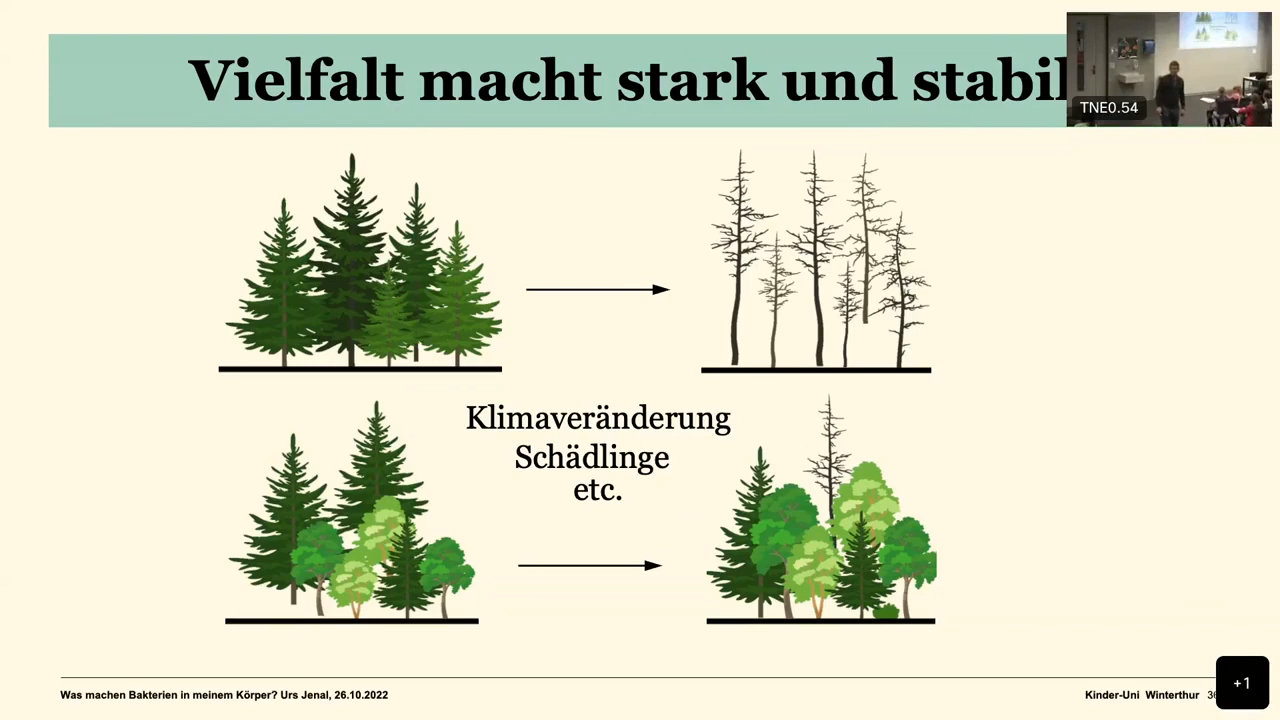 Vielfalt macht stark und stabil
TNE0.54
Klimaveränderung
Schädlinge
etc.
Was machen Bakterien in meinem Körper? Urs Jenal, 26.10.2022
Kinder-Uni Winterthur
+1